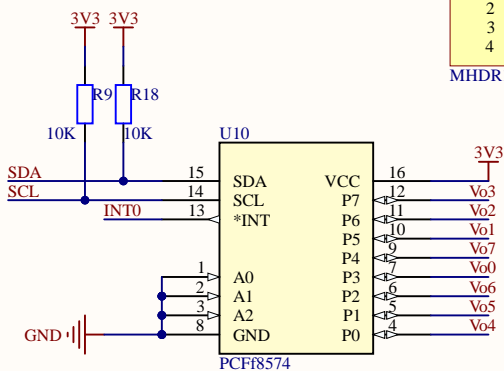 3V3 3V3
2
3
4
MHDR
R9 R18
10K 10K
U10
3V3
SDA 15 SDA VCC 16
SCL 14 SCL P7 12 Vo3
INT0 13 *INT P6 11 Vo2
P5 10 Vo1
P4 9 Vo7
1 A0 P3 7 Vo0
2 A1 P2 6 Vo6
3 A2 P1 5 Vo5
GND 8 GND P0 4 Vo4
PCFf8574